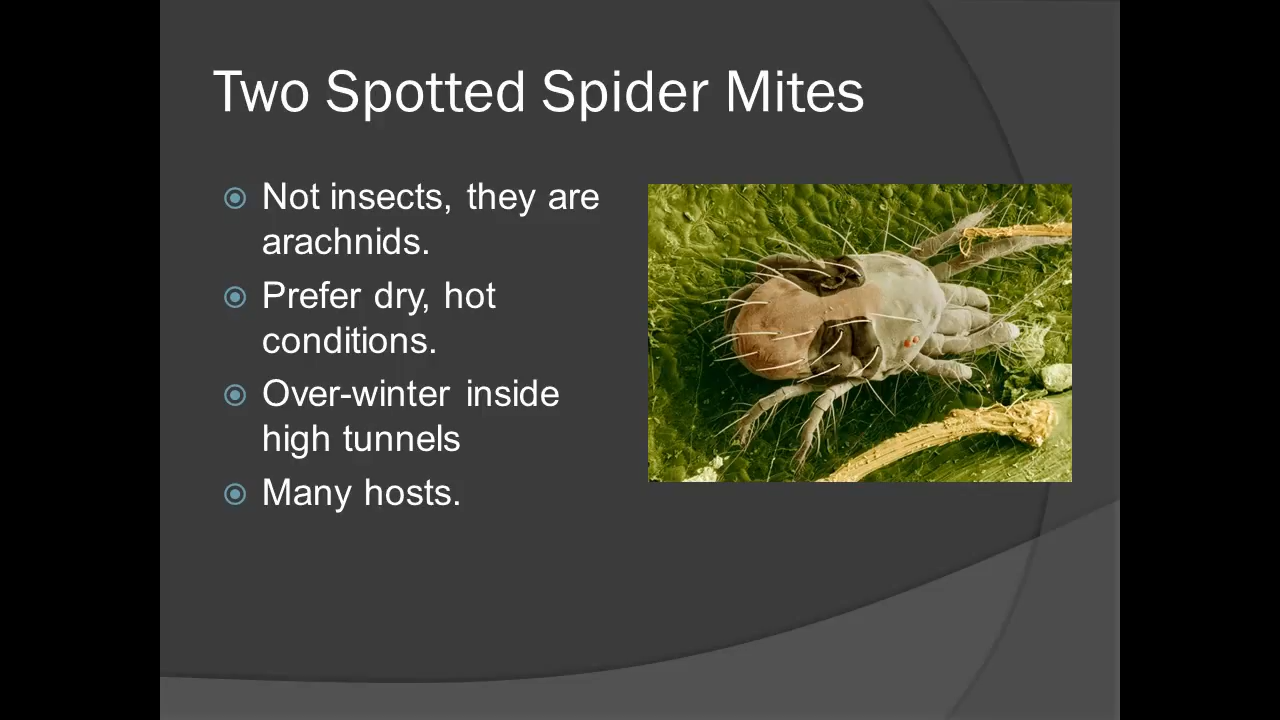 Two Spotted Spider Mites
Not insects, they are
arachnids.
Prefer dry, hot
conditions.
Over-winter inside
high tunnels
Many hosts.